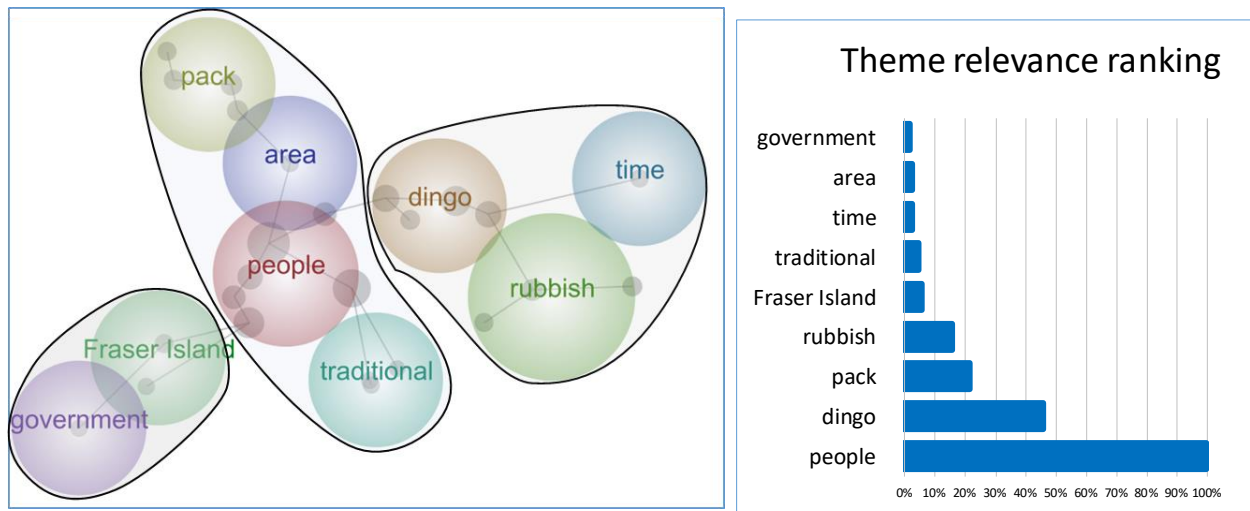 pack
area
time
dingo
people
rubbish
Fraser Island
traditional
government
Theme relevance ranking
government
area
time
traditional
Fraser Island
rubbish
pack
dingo
people
0% 10% 20% 30% 40% 50% 60% 70% 80% 90% 100%